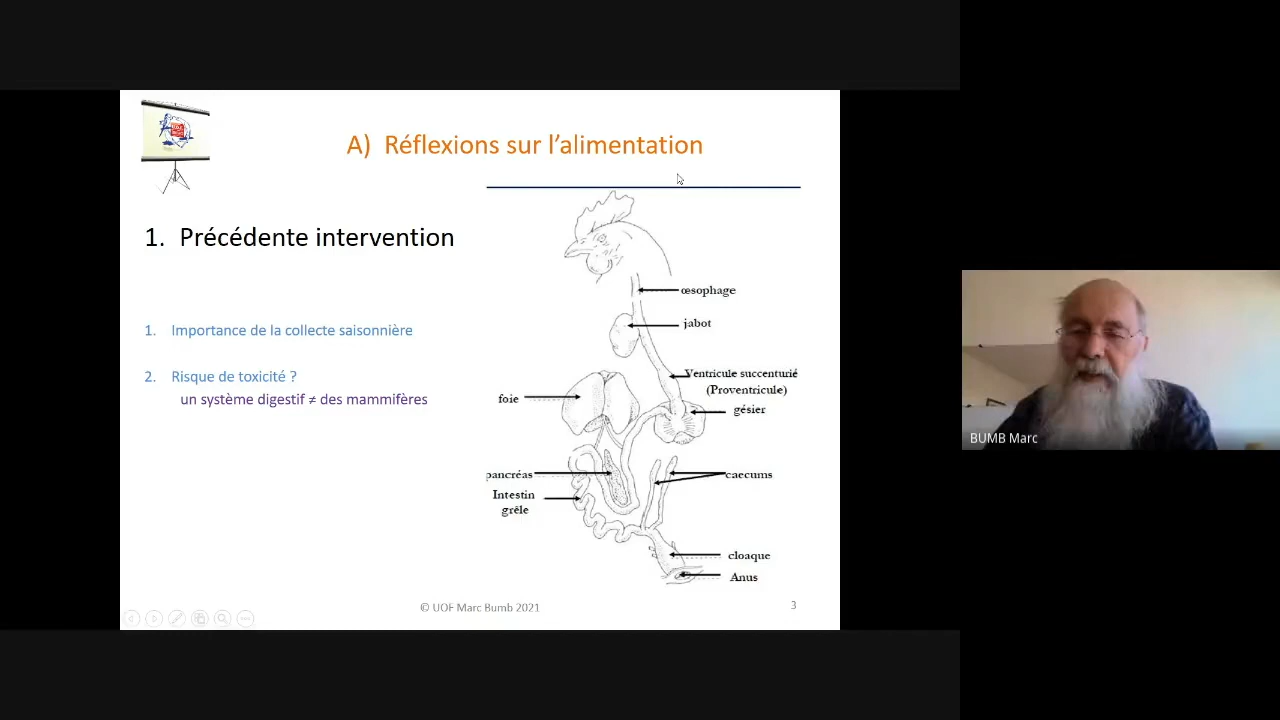 A) Réflexions sur l'alimentation
1. Précédente intervention
1. Importance de la collecte saisonnière
2. Risque de toxicité ?
un système digestif ≠ des mammifères
œsophage
jabot
Ventricule succenturié
(Proventricule)
gésier
foie
pancréas
caecums
Intestin
grêle
cloaque
Anus
© UOF Marc Bumb 2021
3
BUMB Marc